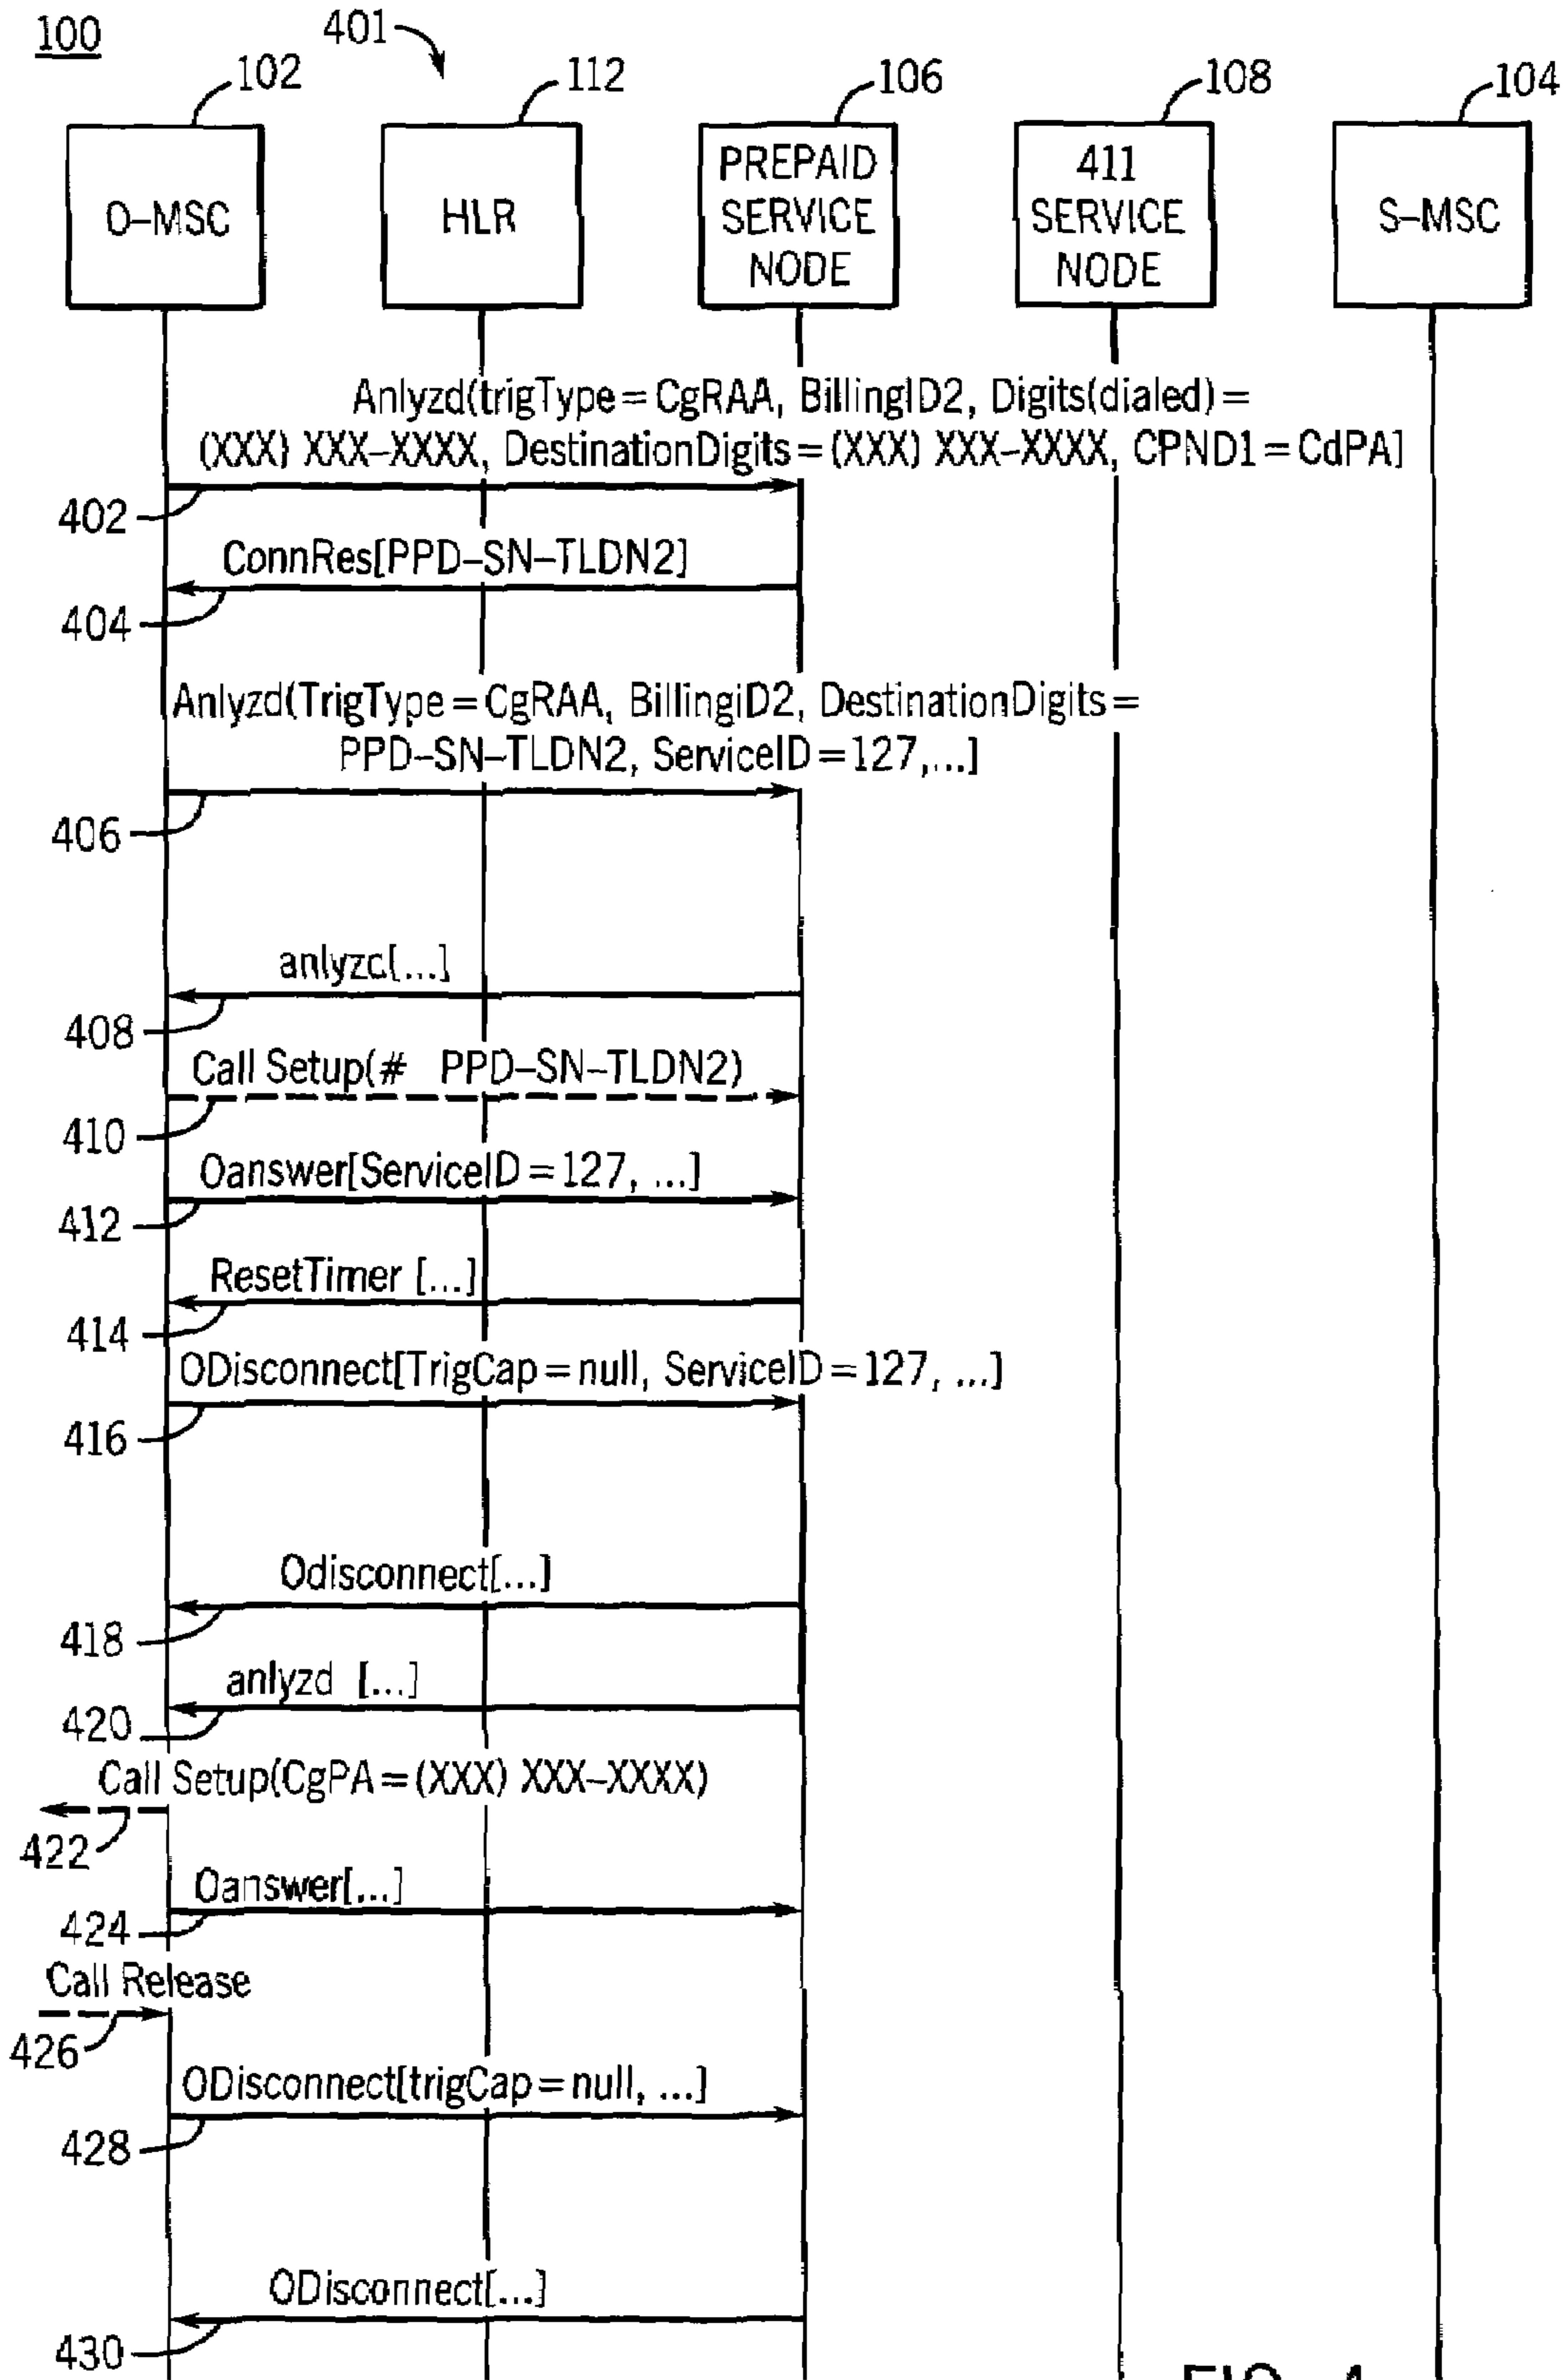 100
401
102
112
106
108
104
O-MSC
HLR
PREPAID
SERVICE
NODE
411
SERVICE
NODE
S-MSC
Anlyzd(trigType=CgRAA, BillingID2, Digits(dialed)=
(XXX) XXX-XXXX, DestinationDigits=(XXX) XXX-XXXX, CPND1=CdPA]
402
ConnRes[PPD-SN-TLDN2]
404
Anlyzd(TrigType=CgRAA, BillingiD2, DestinationDigits=
PPD-SN-TLDN2, ServiceID=127,...]
406
anlyzd[...]
408
Call Setup(# PPD-SN-TLDN2)
410
Oanswer[ServiceID=127, ...]
412
ResetTimer [...]
414
ODisconnect[TrigCap=null, ServiceID=127, ...]
416
Odisconnect[...]
418
anlyzd [...]
420
Call Setup(CgPA=(XXX) XXX-XXXX)
422
Oanswer[...]
424
Call Release
426
ODisconnect[trigCap=null, ...]
428
ODisconnect[...]
430